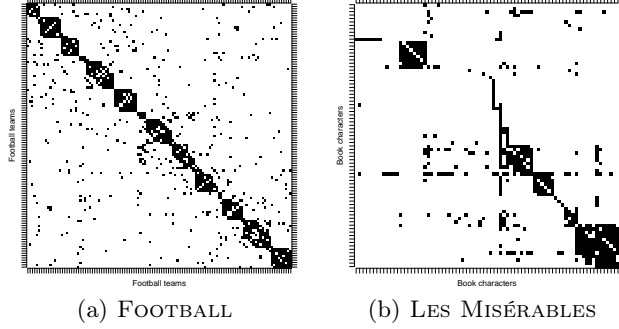 Football teams
Football teams
(a) FOOTBALL
Book characters
Book characters
(b) LES MISÉRABLES